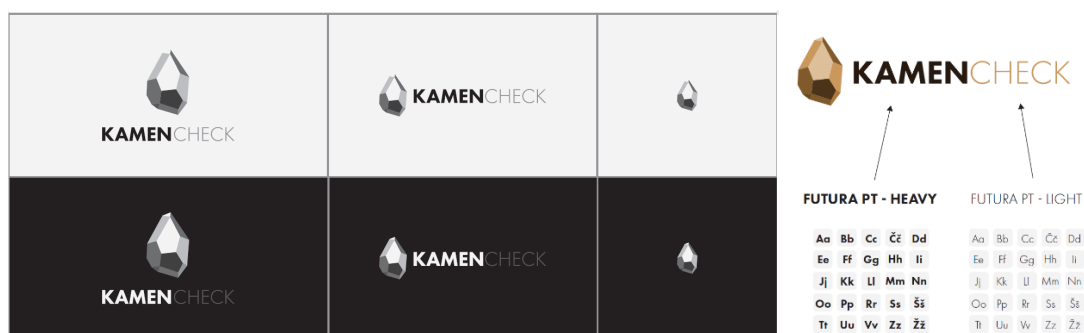 KAMENCHECK
KAMENCHECK
KAMENCHECK
KAMENCHECK
KAMENCHECK
FUTURA PT - HEAVY
Aa Bb Cc Čč Dd
Ee Ff Gg Hh Ii
Jj Kk Ll Mm Nn
Oo Pp Rr Ss Šš
Tt Uu Vv Zz Žž
FUTURA PT - LIGHT
Aa Bb Cc Čč Dd
Ee Ff Gg Hh Ii
Jj Kk Ll Mm Nn
Oo Pp Rr Ss Šš
Tt Uu Vv Zz Žž